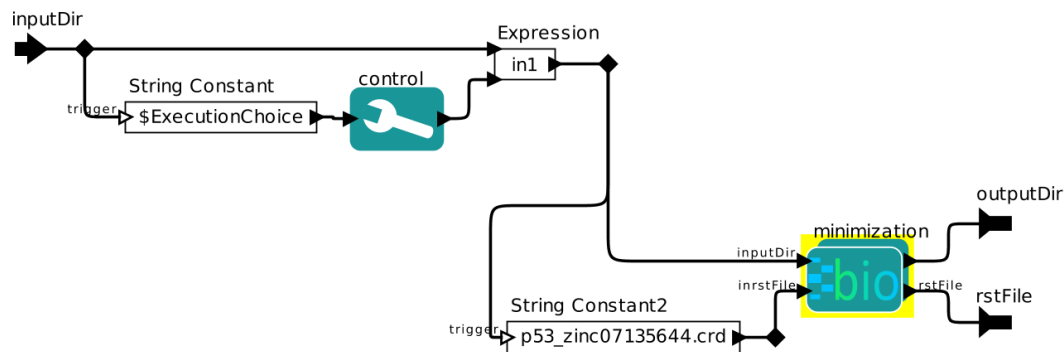 inputDir
Expression
in1
String Constant
control
trigger
$ExecutionChoice
outputDir
minimization
inputDir
bio
inrstFile
rstFile
rstFile
String Constant2
trigger
p53_zinc07135644.crd